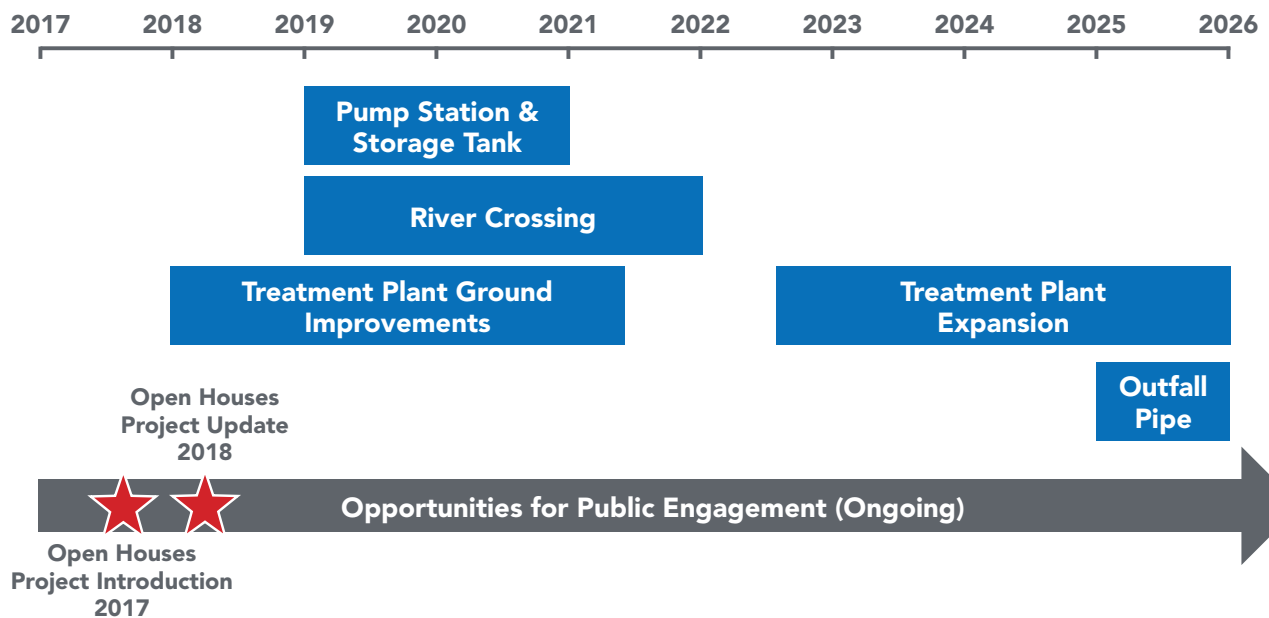 2017 2018 2019 2020 2021 2022 2023 2024 2025 2026
Pump Station &
Storage Tank
River Crossing
Treatment Plant Ground
Improvements
Treatment Plant
Expansion
Outfall
Pipe
Open Houses
Project Update
2018
Opportunities for Public Engagement (Ongoing)
Open Houses
Project Introduction
2017